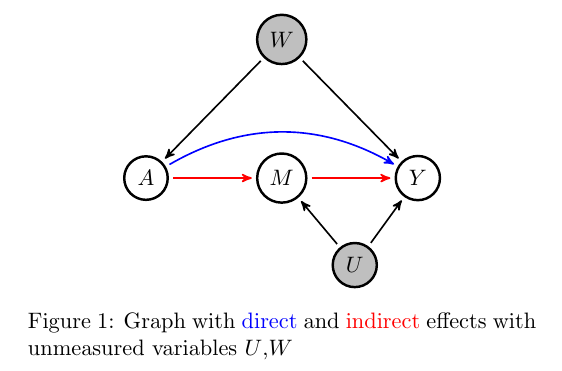 W
A
M
Y
U
Figure 1: Graph with direct and indirect effects with
unmeasured variables U,W